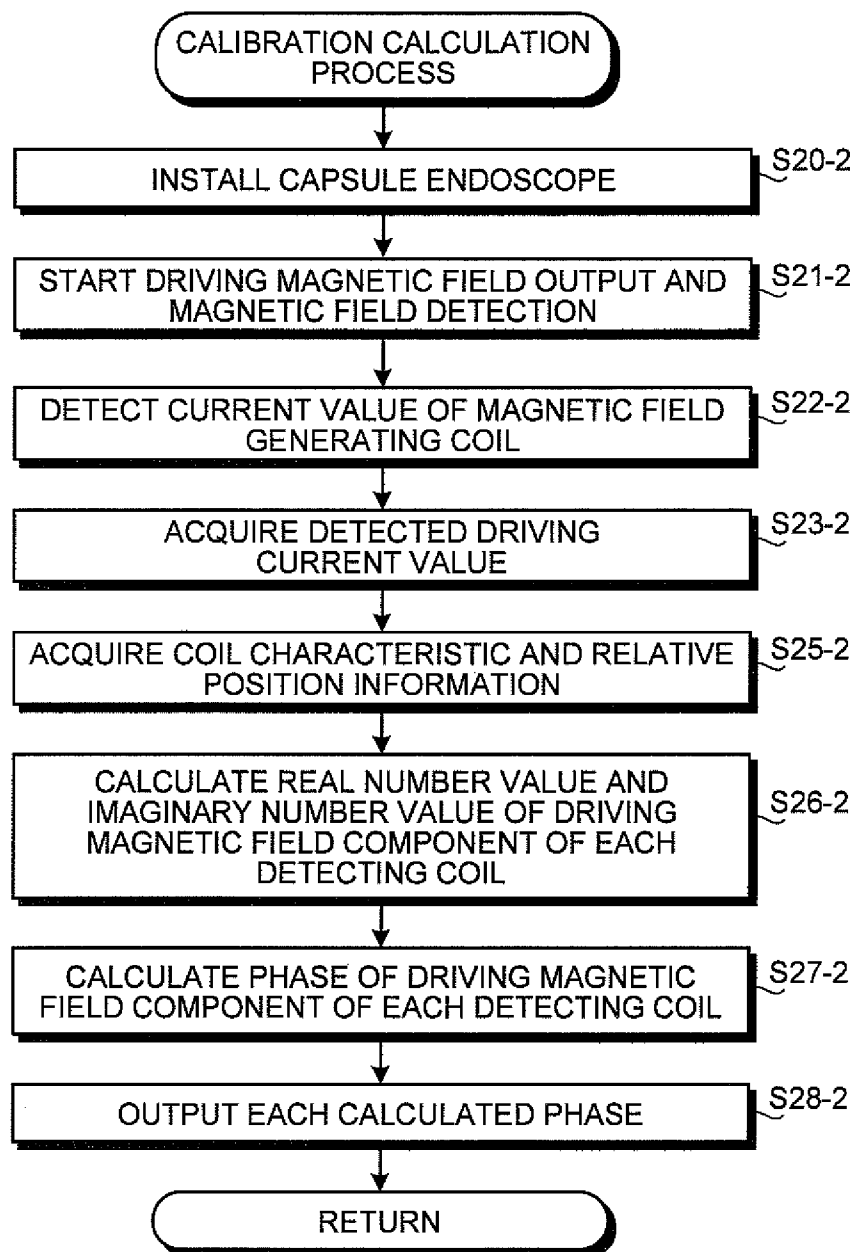 CALIBRATION CALCULATION
PROCESS
INSTALL CAPSULE ENDOSCOPE
S20-2
START DRIVING MAGNETIC FIELD OUTPUT AND
MAGNETIC FIELD DETECTION
S21-2
DETECT CURRENT VALUE OF MAGNETIC FIELD
GENERATING COIL
S22-2
ACQUIRE DETECTED DRIVING
CURRENT VALUE
S23-2
ACQUIRE COIL CHARACTERISTIC AND RELATIVE
POSITION INFORMATION
S25-2
CALCULATE REAL NUMBER VALUE AND
IMAGINARY NUMBER VALUE OF DRIVING
MAGNETIC FIELD COMPONENT OF EACH
DETECTING COIL
S26-2
CALCULATE PHASE OF DRIVING MAGNETIC
FIELD COMPONENT OF EACH DETECTING COIL
S27-2
OUTPUT EACH CALCULATED PHASE
S28-2
RETURN